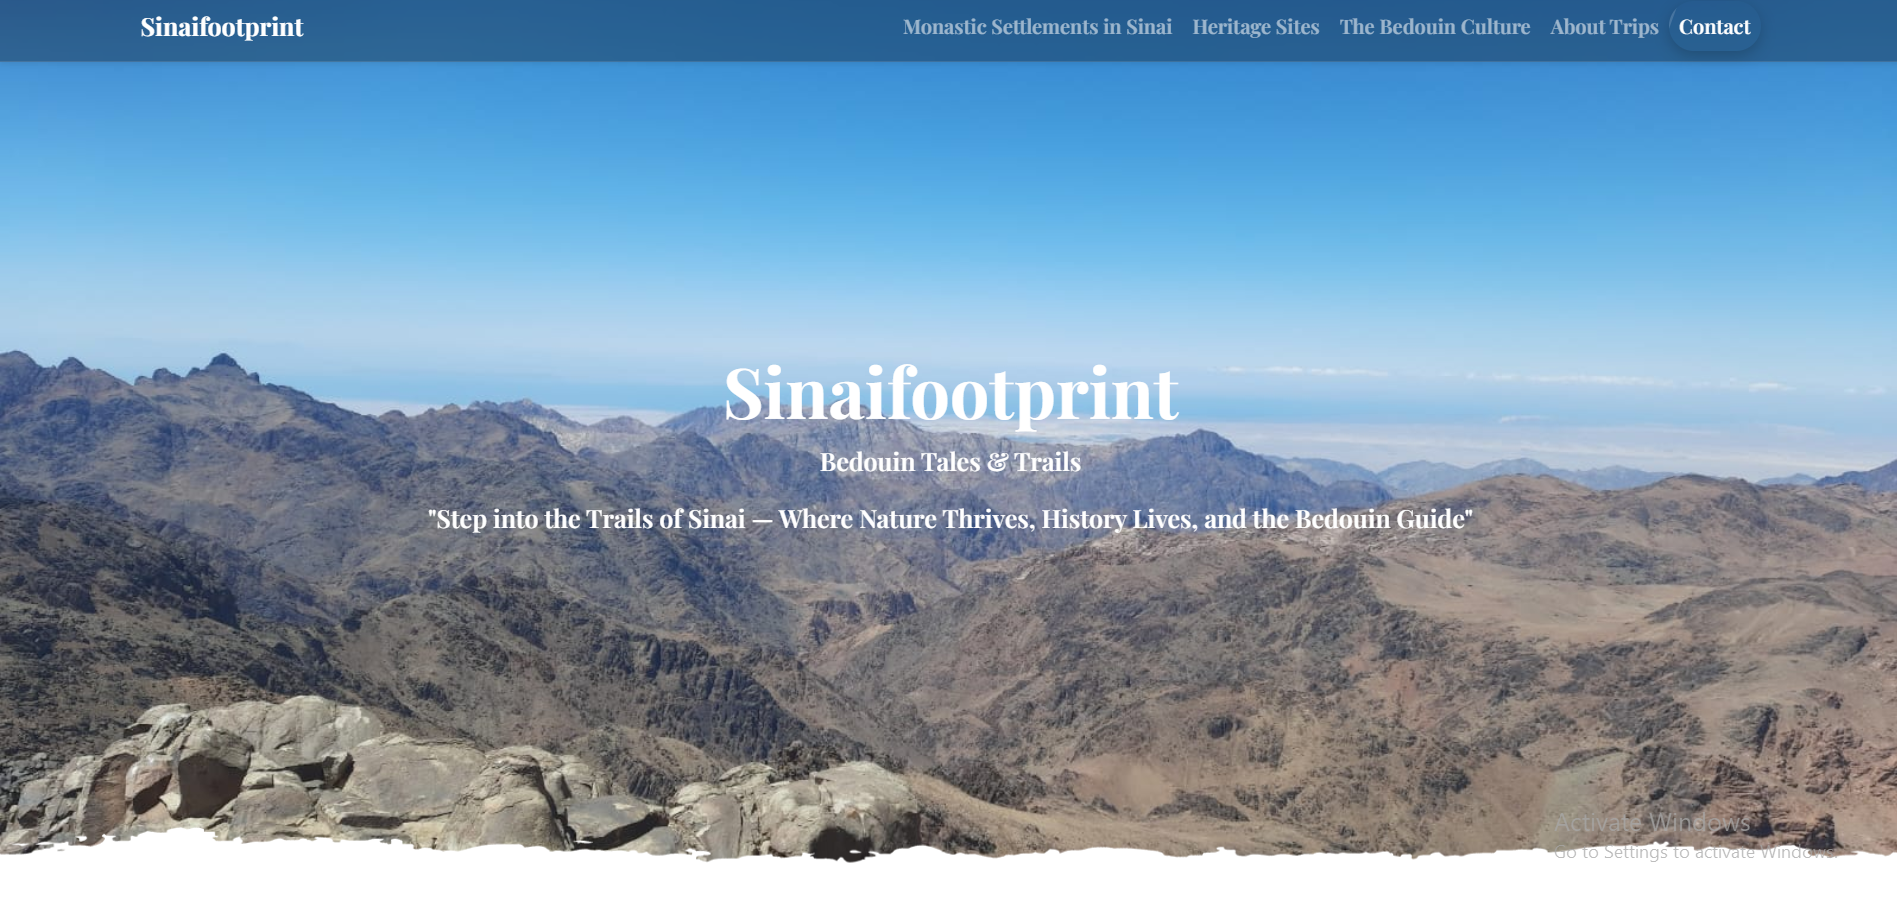 Sinaifootprint
Monastic Settlements in Sinai Heritage Sites The Bedouin Culture About Trips Contact
Sinaifootprint
Bedouin Tales & Trails
"Step into the Trails of Sinai — Where Nature Thrives, History Lives, and the Bedouin Guide"
Activate Windows
Go to Settings to activate Windows.